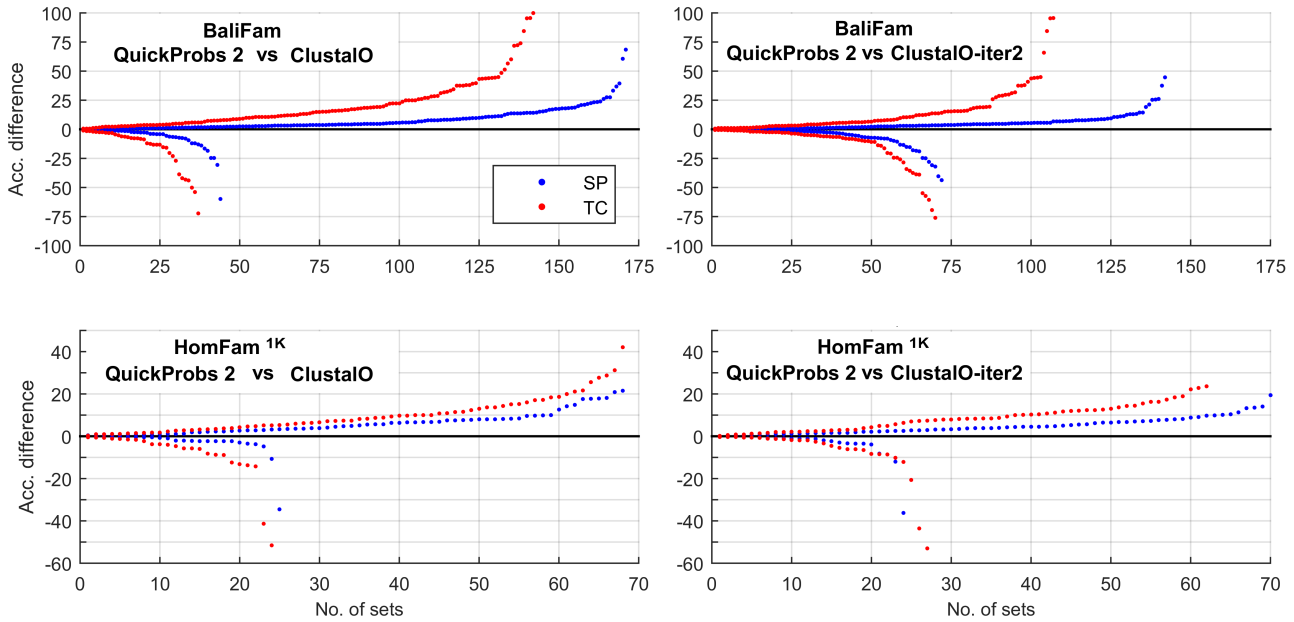 BaliFam
QuickProbs 2 vs ClustalO
Acc. difference
100
75
50
25
0
-25
-50
-75
-100
0 25 50 75 100 125 150 175
SP
TC
BaliFam
QuickProbs 2 vs ClustalO-iter2
100
75
50
25
0
-25
-50
-75
-100
0 25 50 75 100 125 150 175
HomFam 1K
QuickProbs 2 vs ClustalO
Acc. difference
40
20
0
-20
-40
-60
0 10 20 30 40 50 60 70
No. of sets
HomFam 1K
QuickProbs 2 vs ClustalO-iter2
40
20
0
-20
-40
-60
0 10 20 30 40 50 60 70
No. of sets